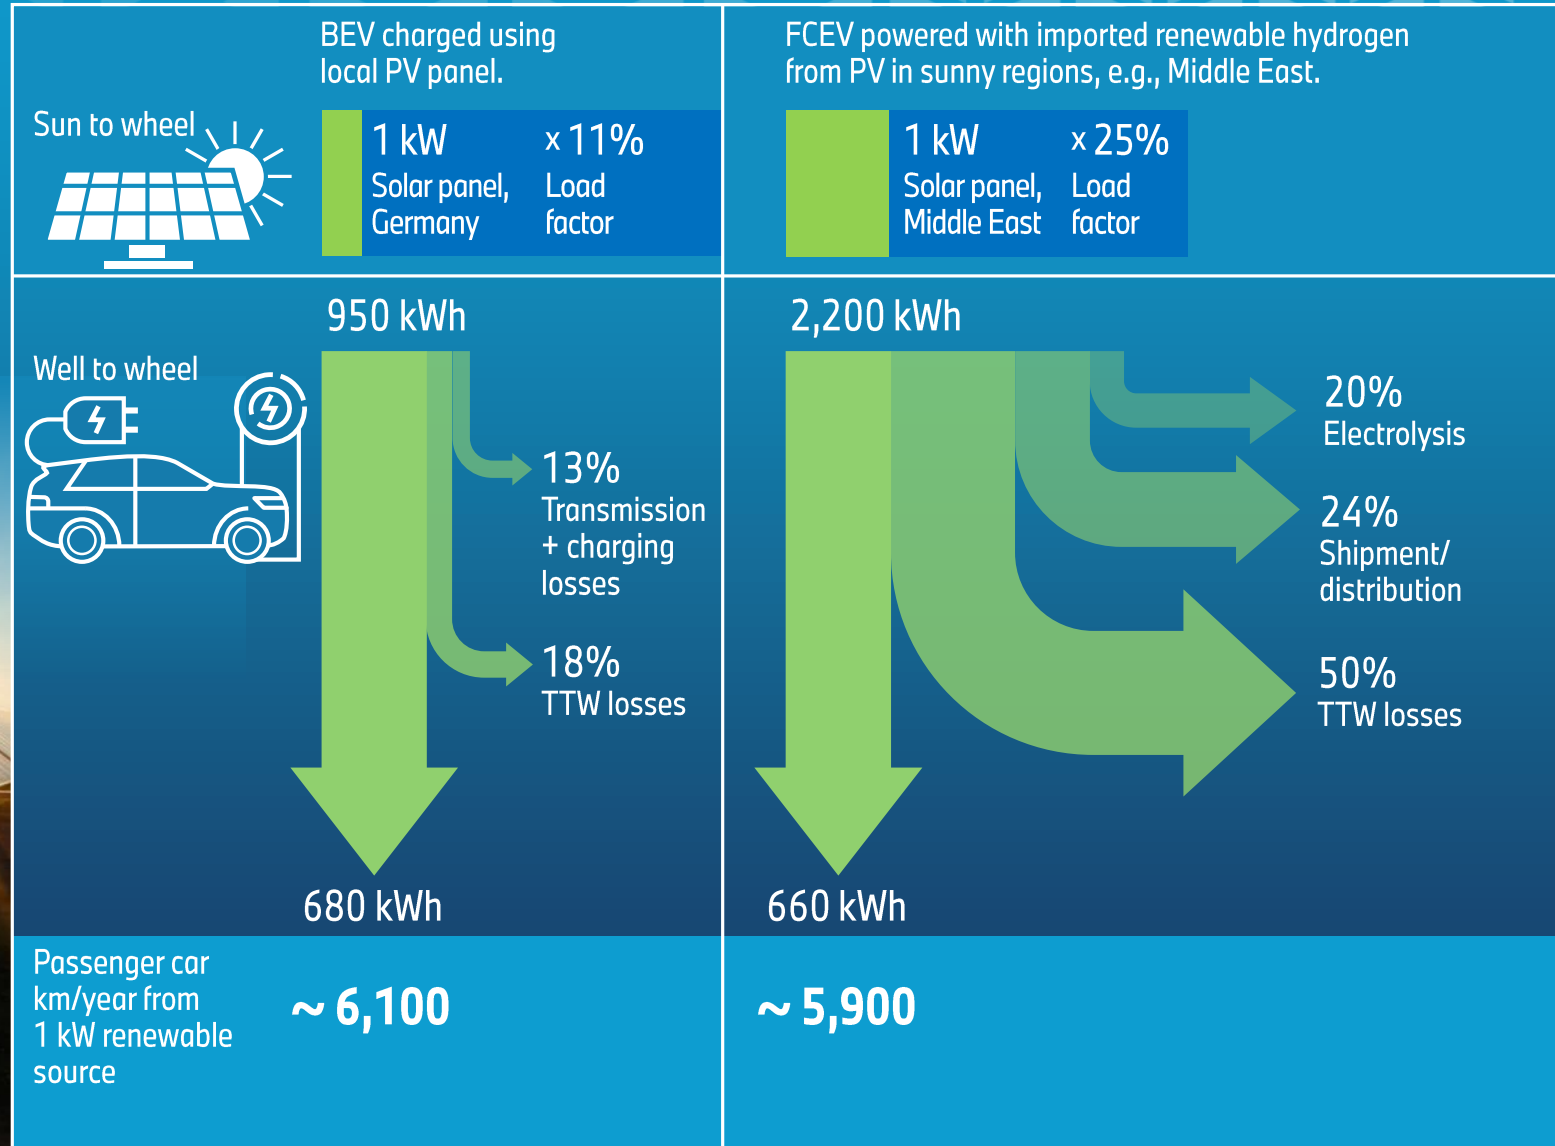 BEV charged using
local PV panel.
FCEV powered with imported renewable hydrogen
from PV in sunny regions, e.g., Middle East.
Sun to wheel
1 kW
Solar panel,
Germany
x 11%
Load
factor
1 kW
Solar panel,
Middle East
x 25%
Load
factor
Well to wheel
950 kWh
13%
Transmission
+ charging
losses
18%
TTW losses
680 kWh
2,200 kWh
20%
Electrolysis
24%
Shipment/
distribution
50%
TTW losses
660 kWh
Passenger car
km/year from
1 kW renewable
source
~ 6,100
~ 5,900